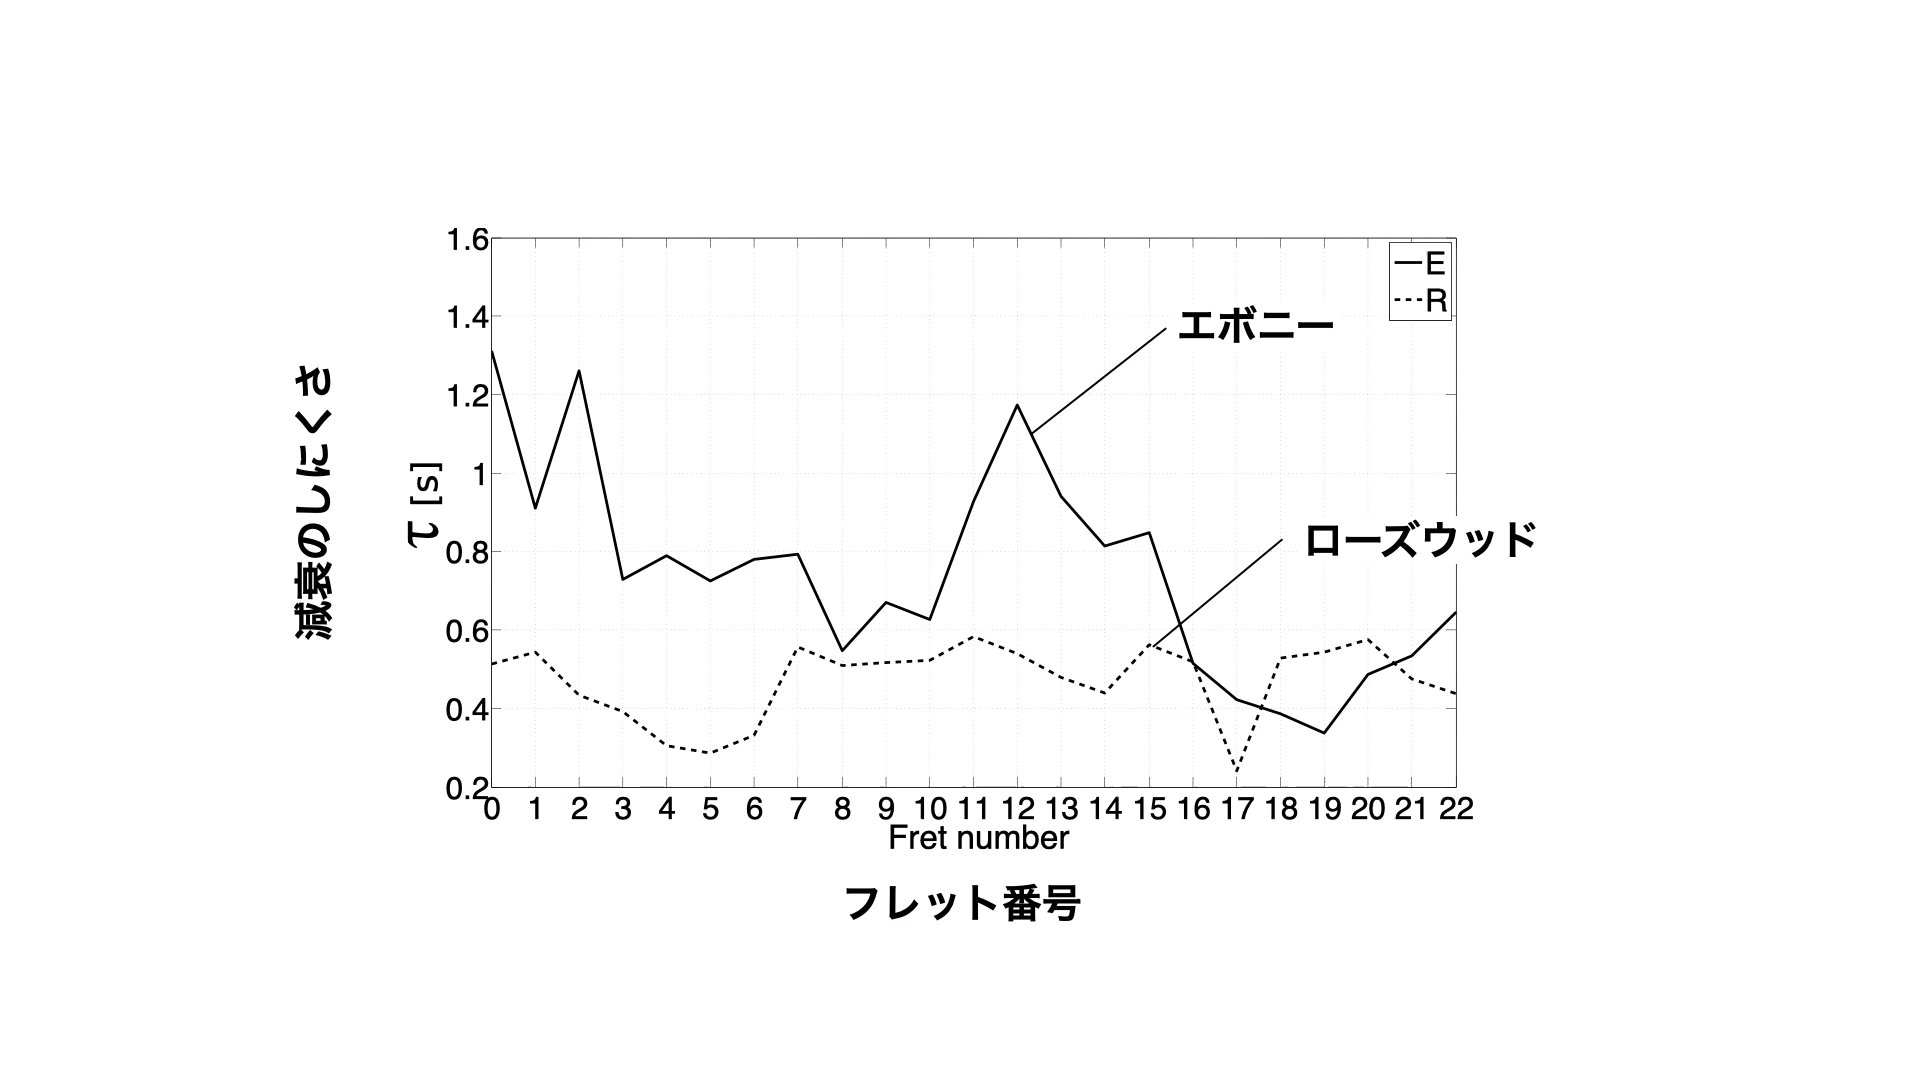 1.6
1.4
1.2
1
0.8
0.6
0.4
0.2
減衰のしにくさ
τ [s]
E
R
エボニー
ローズウッド
0 1 2 3 4 5 6 7 8 9 10 11 12 13 14 15 16 17 18 19 20 21 22
Fret number
フレット番号